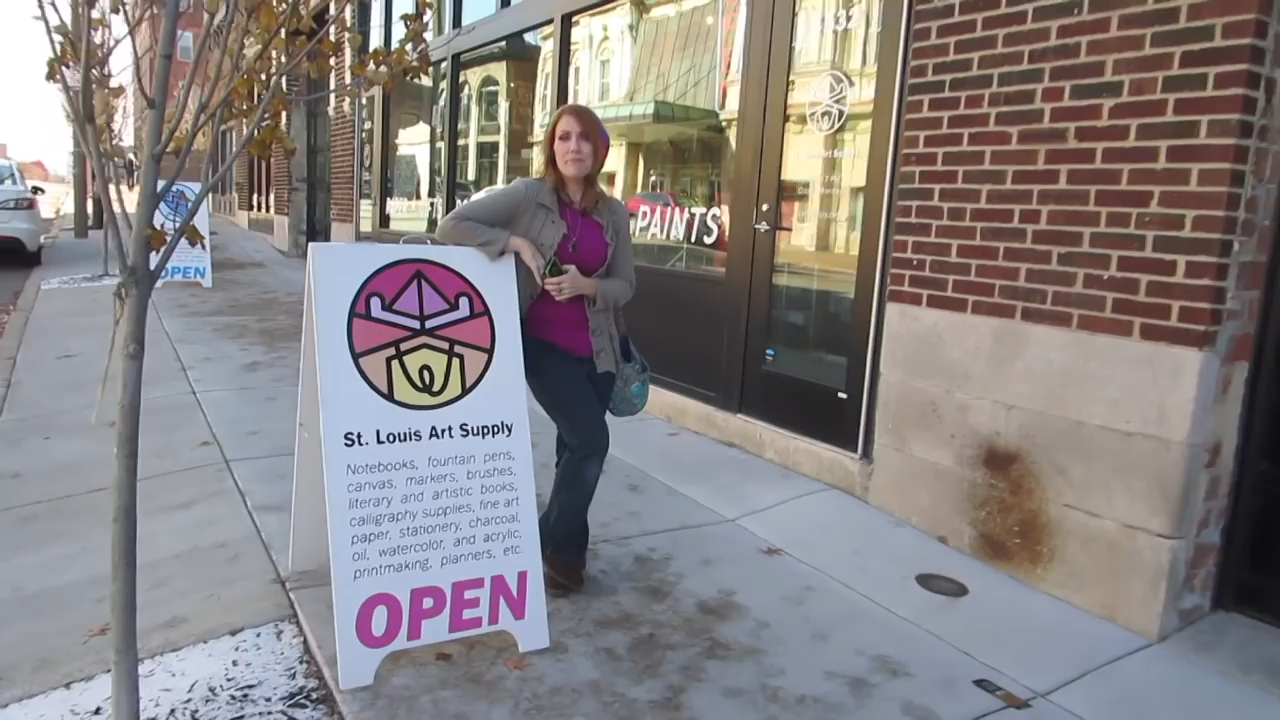 OPEN
PAINTS
St. Louis Art Supply
Notebooks, fountain pens,
canvas, markers, brushes,
literary and artistic books,
calligraphy supplies, fine art
paper, stationery, charcoal,
oil, watercolor, and acrylic,
printmaking, planners, etc.
OPEN